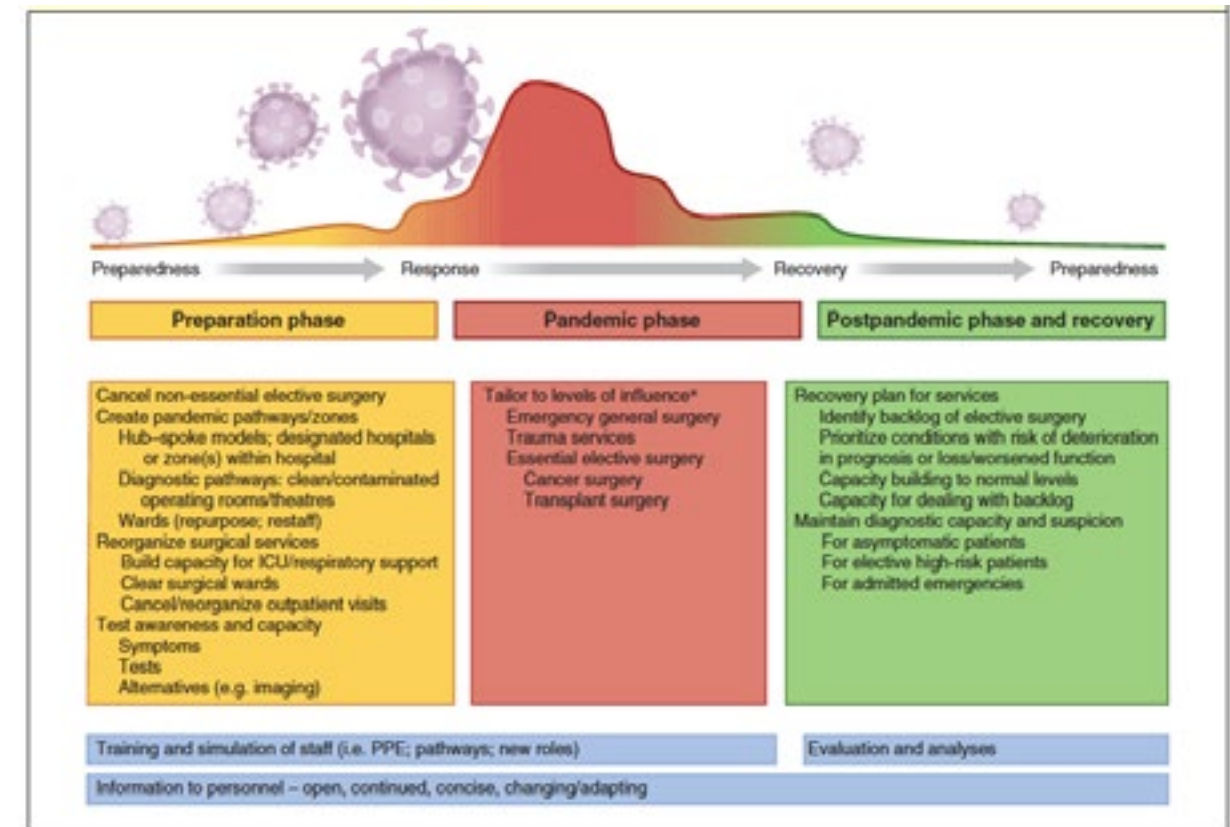 Preparedness
Response
Recovery
Preparedness
Preparation phase
Pandemic phase
Postpandemic phase and recovery
Cancel non-essential elective surgery
Create pandemic pathways/zones
Hub–spoke models; designated hospitals
or zone(s) within hospital
Diagnostic pathways: clean/contaminated
operating rooms/theatres
Wards (repurpose; restaff)
Reorganize surgical services
Build capacity for ICU/respiratory support
Clear surgical wards
Cancel/reorganize outpatient visits
Test awareness and capacity
Symptoms
Tests
Alternatives (e.g. imaging)
Tailor to levels of influence*
Emergency general surgery
Trauma services
Essential elective surgery
Cancer surgery
Transplant surgery
Recovery plan for services
Identify backlog of elective surgery
Prioritize conditions with risk of deterioration
in prognosis or loss/worsened function
Capacity building to normal levels
Capacity for dealing with backlog
Maintain diagnostic capacity and suspicion
For asymptomatic patients
For elective high-risk patients
For admitted emergencies
Training and simulation of staff (i.e. PPE; pathways; new roles)
Evaluation and analyses
Information to personnel – open, continued, concise, changing/adapting